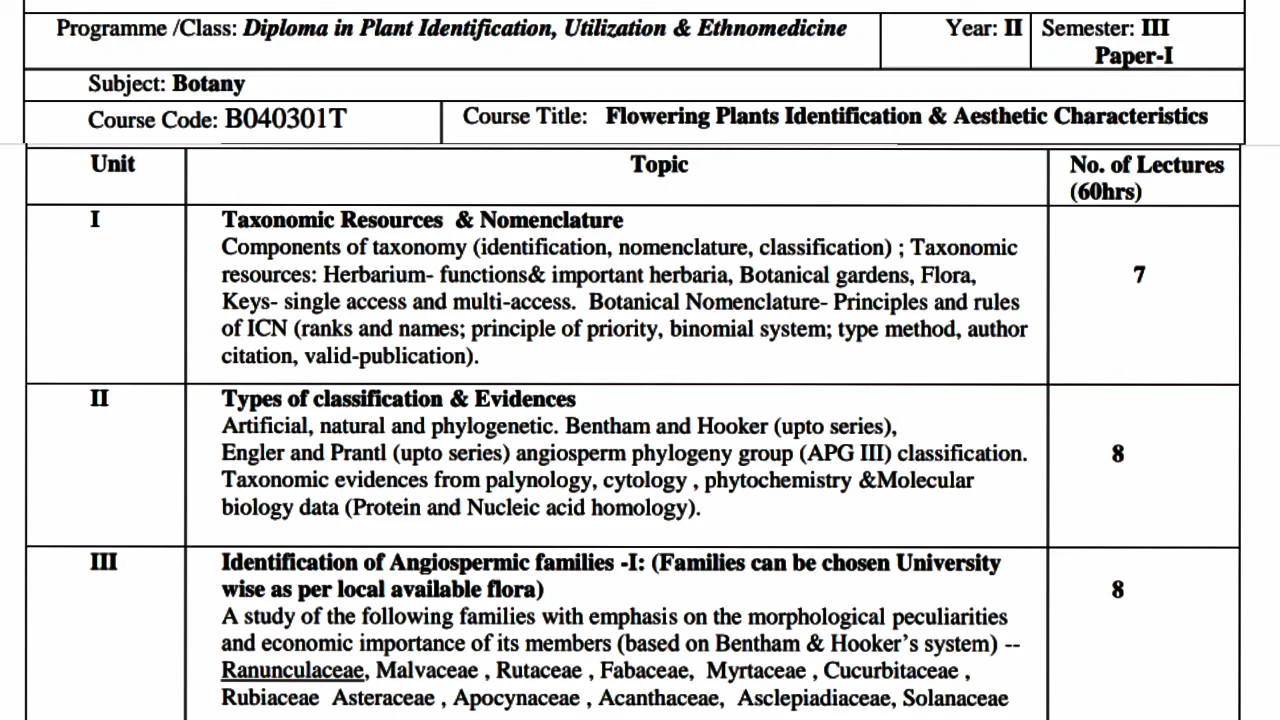 Programme /Class: Diploma in Plant Identification, Utilization & Ethnomedicine Year: II Semester: III
Paper-I
Subject: Botany
Course Code: B040301T Course Title: Flowering Plants Identification & Aesthetic Characteristics
Unit Topic No. of Lectures
(60hrs)
I Taxonomic Resources & Nomenclature
Components of taxonomy (identification, nomenclature, classification) ; Taxonomic
resources: Herbarium- functions& important herbaria, Botanical gardens, Flora, 7
Keys- single access and multi-access. Botanical Nomenclature- Principles and rules
of ICN (ranks and names; principle of priority, binomial system; type method, author
citation, valid-publication).
II Types of classification & Evidences
Artificial, natural and phylogenetic. Bentham and Hooker (upto series),
Engler and Prantl (upto series) angiosperm phylogeny group (APG III) classification. 8
Taxonomic evidences from palynology, cytology , phytochemistry &Molecular
biology data (Protein and Nucleic acid homology).
III Identification of Angiospermic families -I: (Families can be chosen University
wise as per local available flora) 8
A study of the following families with emphasis on the morphological peculiarities
and economic importance of its members (based on Bentham & Hooker's system) --
Ranunculaceae, Malvaceae , Rutaceae , Fabaceae, Myrtaceae , Cucurbitaceae ,
Rubiaceae Asteraceae , Apocynaceae , Acanthaceae, Asclepiadiaceae, Solanaceae